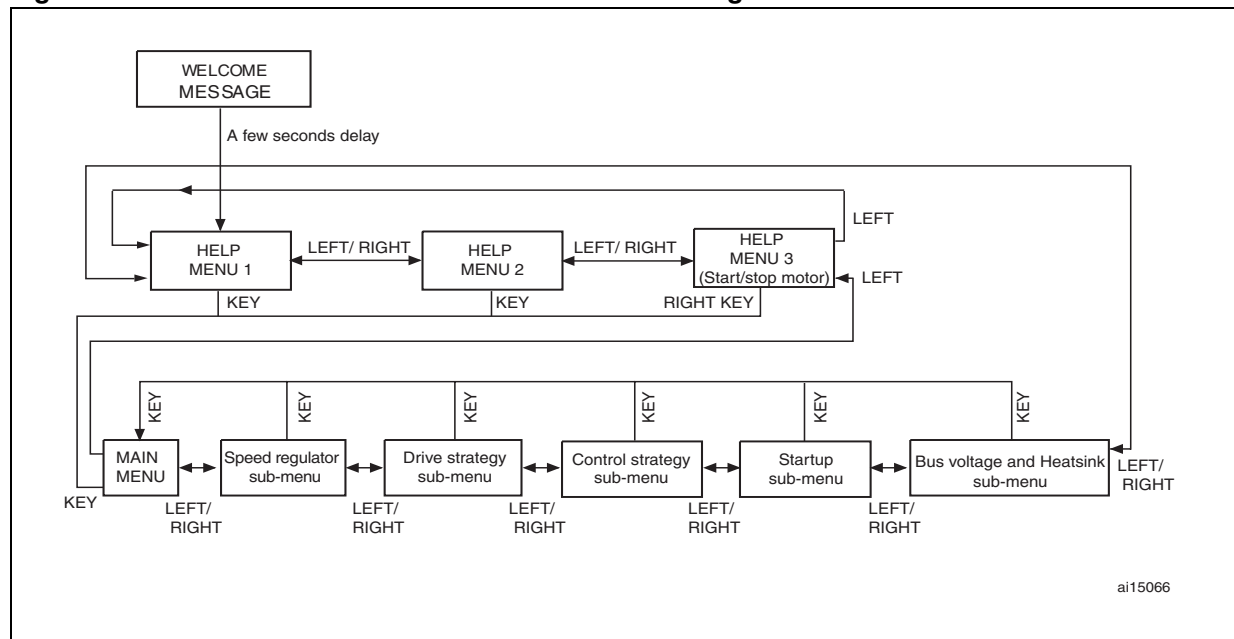 WELCOME
MESSAGE
A few seconds delay
LEFT
HELP
MENU 1
LEFT/ RIGHT
HELP
MENU 2
LEFT/ RIGHT
HELP
MENU 3
(Start/stop motor)
LEFT
KEY
KEY
RIGHT KEY
KEY
KEY
KEY
KEY
KEY
KEY
MAIN
MENU
Speed regulator
sub-menu
Drive strategy
sub-menu
Control strategy
sub-menu
Startup
sub-menu
Bus voltage and Heatsink
sub-menu
LEFT/
RIGHT
LEFT/
RIGHT
LEFT/
RIGHT
LEFT/
RIGHT
LEFT/
RIGHT
LEFT/
RIGHT
ai15066